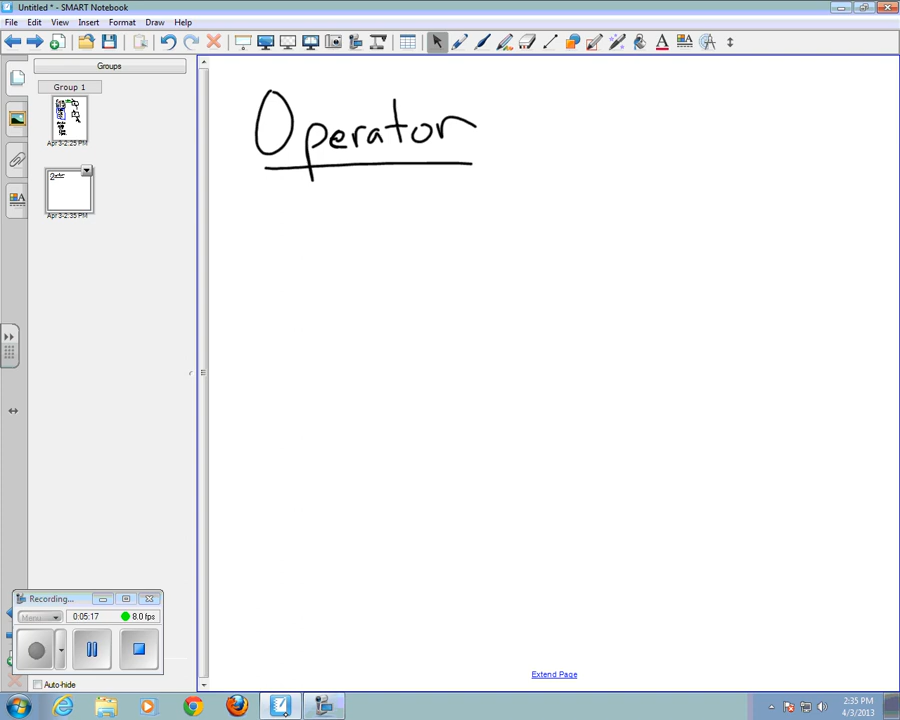 Untitled * - SMART Notebook
File Edit View Insert Format Draw Help
Groups
Group 1
Apr 3-2:25 PM
Apr 3-2:35 PM
Operator
Recording...
Menu
0:05:17 8.0 fps
Auto-hide
Extend Page
2:35 PM
4/3/2013